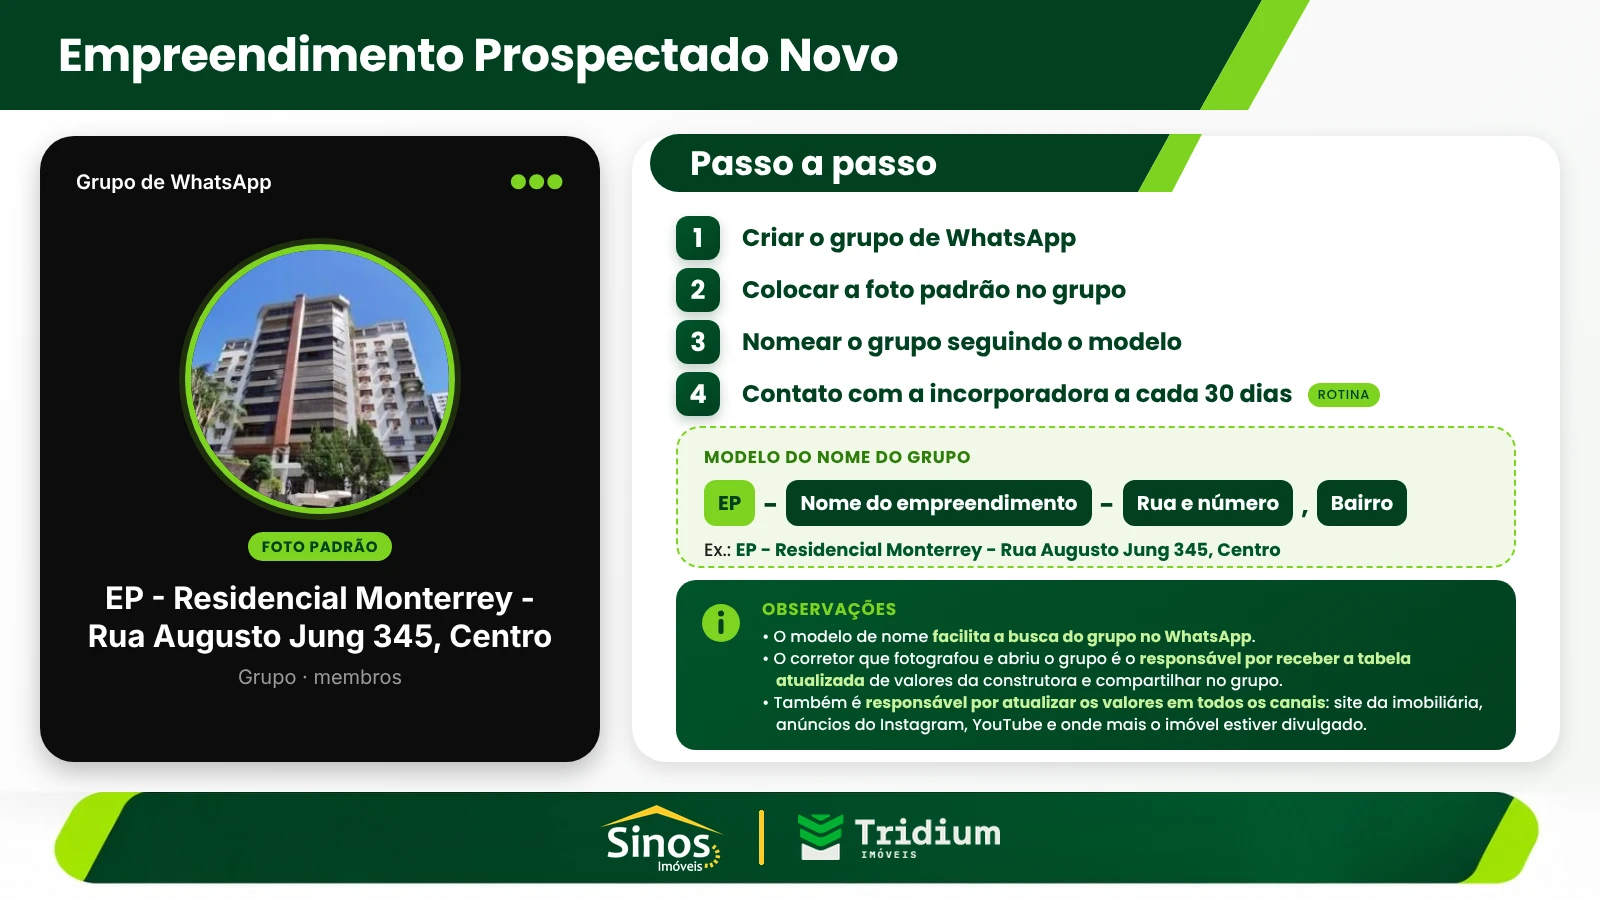 Empreendimento Prospectado Novo
Grupo de WhatsApp
FOTO PADRÃO
EP - Residencial Monterrey -
Rua Augusto Jung 345, Centro
Grupo · membros
Passo a passo
1 Criar o grupo de WhatsApp
2 Colocar a foto padrão no grupo
3 Nomear o grupo seguindo o modelo
4 Contato com a incorporadora a cada 30 dias ROTINA
MODELO DO NOME DO GRUPO
EP – Nome do empreendimento – Rua e número , Bairro
Ex.: EP - Residencial Monterrey - Rua Augusto Jung 345, Centro
OBSERVAÇÕES
• O modelo de nome facilita a busca do grupo no WhatsApp.
• O corretor que fotografou e abriu o grupo é o responsável por receber a tabela
atualizada de valores da construtora e compartilhar no grupo.
• Também é responsável por atualizar os valores em todos os canais: site da imobiliária,
anúncios do Instagram, YouTube e onde mais o imóvel estiver divulgado.
Sinos
Imóveis
Tridium
IMÓVEIS